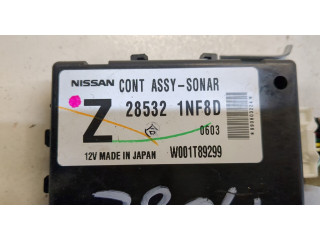 NISSAN CONT ASSY-SONAR
Z 28532 1NF8D
0603
12V MADE IN JAPAN W001T89299